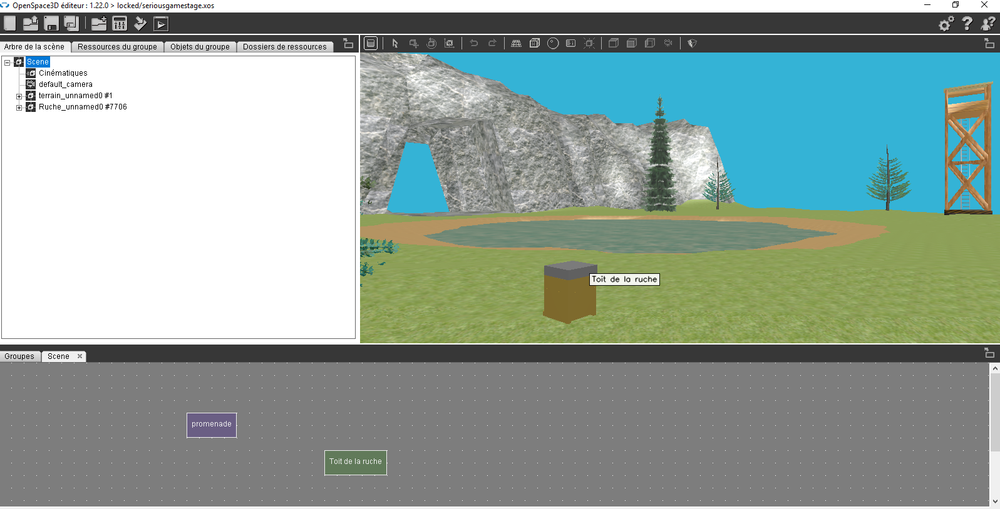 OpenSpace3D éditeur : 1.22.0 > locked/seriousgamestage.xos
Arbre de la scène
Ressources du groupe
Objets du groupe
Dossiers de ressources
Scene
Cinématiques
default_camera
terrain_unnamed0 #1
Ruche_unnamed0 #7706
Toît de la ruche
Groupes
Scene
promenade
Toit de la ruche